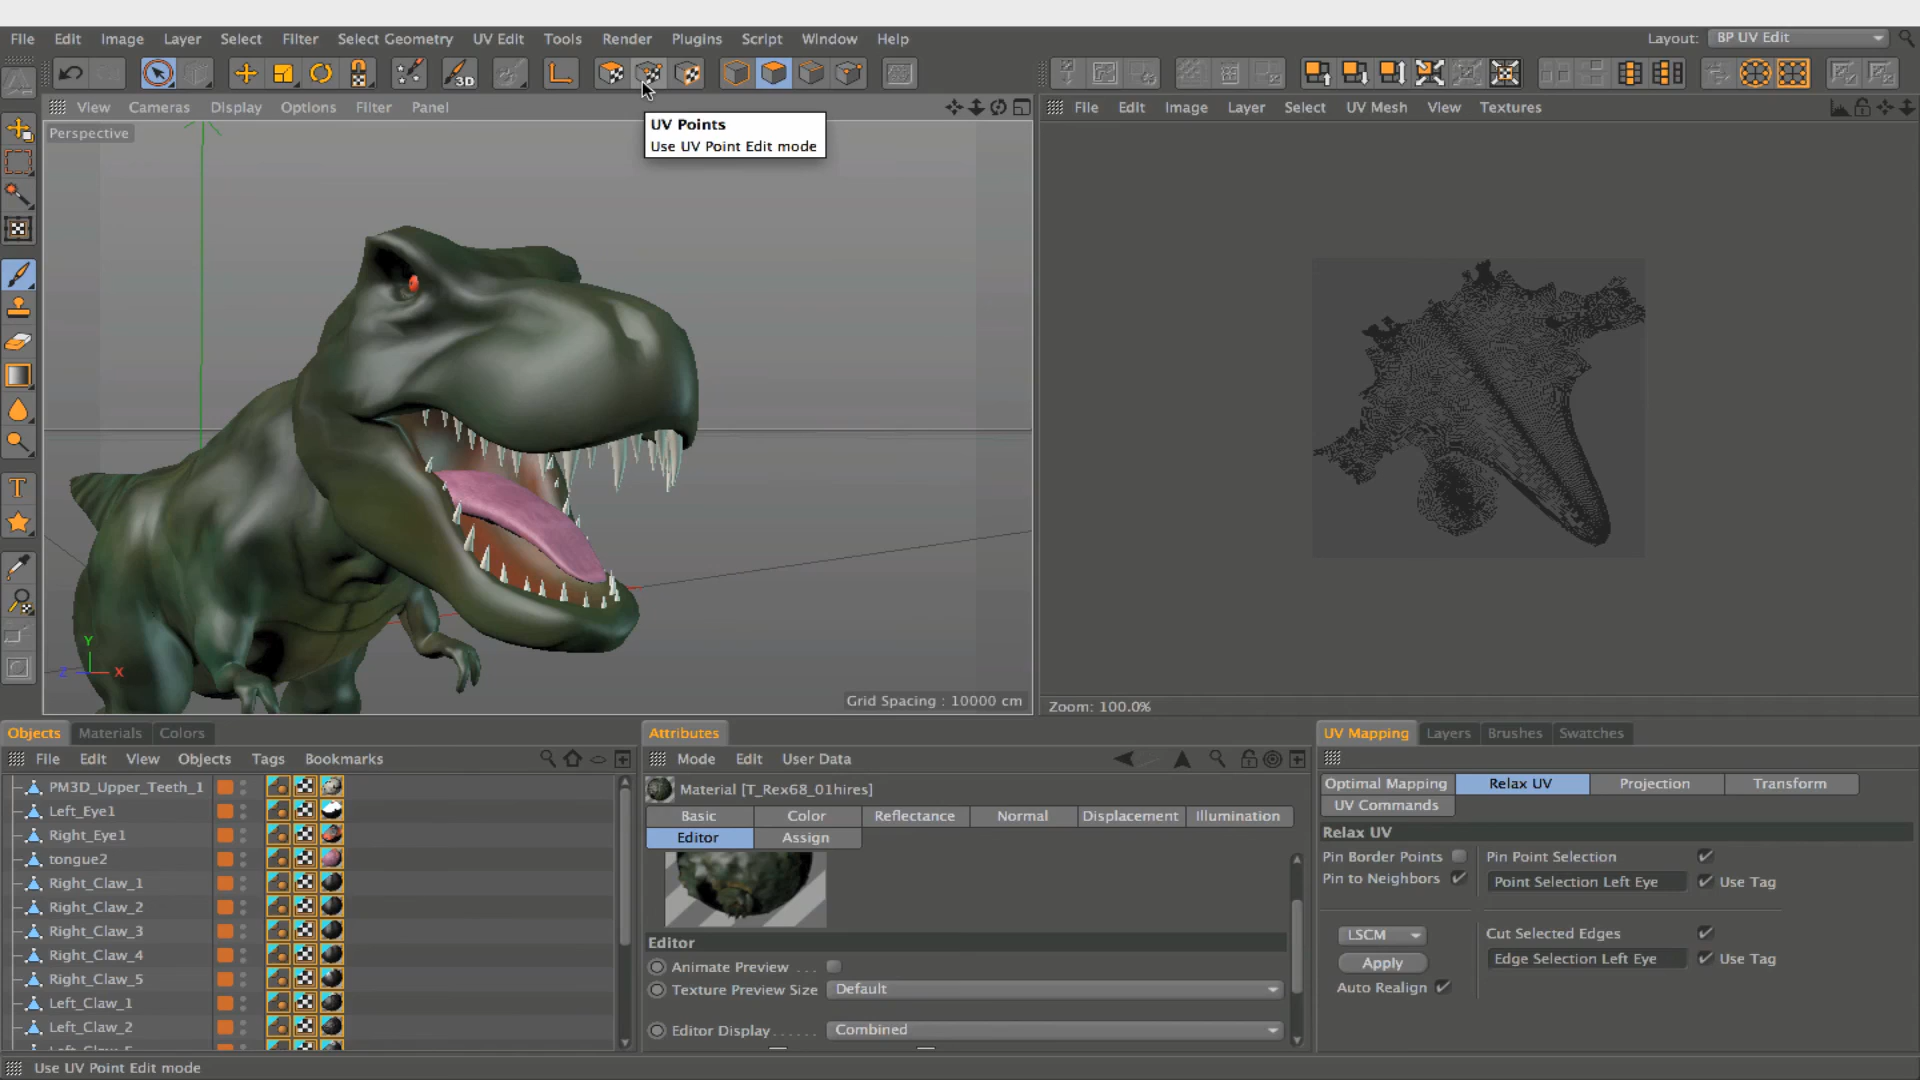 File Edit Image Layer Select Filter Select Geometry UV Edit Tools Render Plugins Script Window Help Layout: BP UV Edit
3D
View Cameras Display Options Filter Panel
File Edit Image Layer Select UV Mesh View Textures
Perspective
UV Points
Use UV Point Edit mode
T
Y
Z X
Grid Spacing : 10000 cm
Zoom: 100.0%
Objects Materials Colors
File Edit View Objects Tags Bookmarks
PM3D_Upper_Teeth_1
Left_Eye1
Right_Eye1
tongue2
Right_Claw_1
Right_Claw_2
Right_Claw_3
Right_Claw_4
Right_Claw_5
Left_Claw_1
Left_Claw_2
Attributes
Mode Edit User Data
Material [T_Rex68_01hires]
Basic Color Reflectance Normal Displacement Illumination
Editor Assign
Editor
Animate Preview . . .
Texture Preview Size Default
Editor Display...... Combined
UV Mapping Layers Brushes Swatches
Optimal Mapping Relax UV Projection Transform
UV Commands
Relax UV
Pin Border Points Pin Point Selection
Pin to Neighbors Point Selection Left Eye Use Tag
LSCM Cut Selected Edges
Apply Edge Selection Left Eye Use Tag
Auto Realign
Use UV Point Edit mode